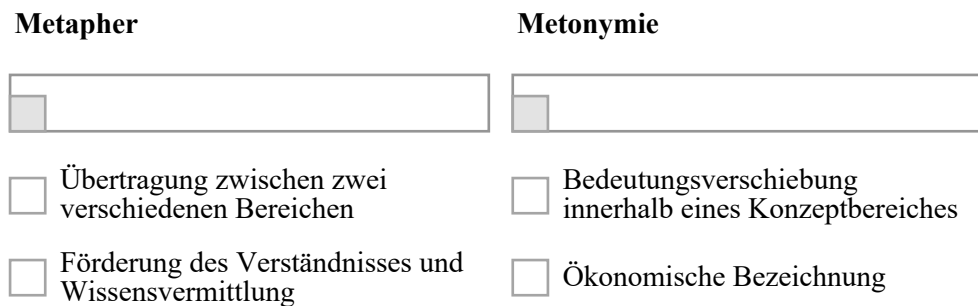 Metapher
Metonymie
Übertragung zwischen zwei
verschiedenen Bereichen
Bedeutungsverschiebung
innerhalb eines Konzeptbereiches
Förderung des Verständnisses und
Wissensvermittlung
Ökonomische Bezeichnung